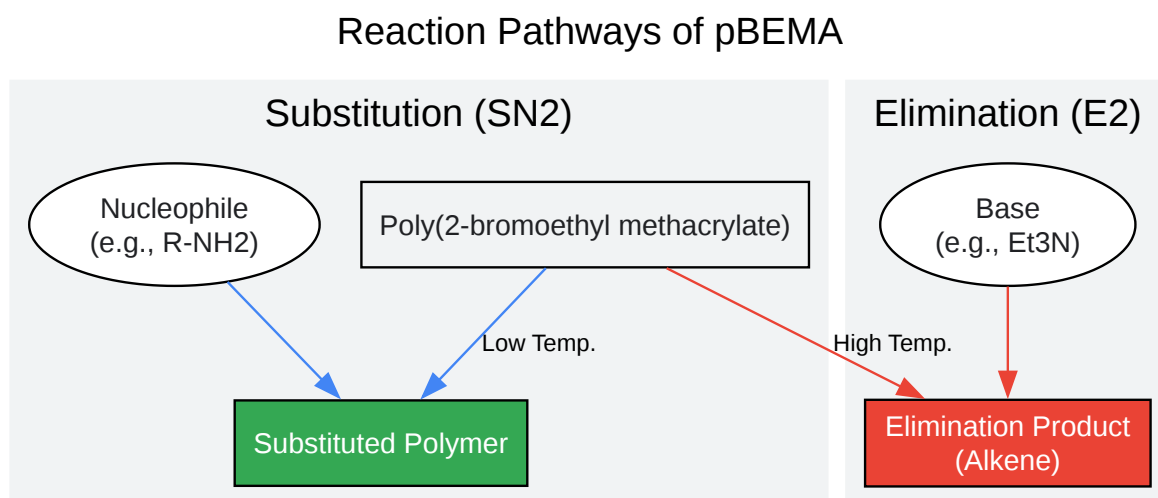 Reaction Pathways of pBEMA
Substitution (SN2)
Elimination (E2)
Nucleophile
(e.g., R-NH2)
Poly(2-bromoethyl methacrylate)
Base
(e.g., Et3N)
Low Temp.
High Temp.
Substituted Polymer
Elimination Product
(Alkene)